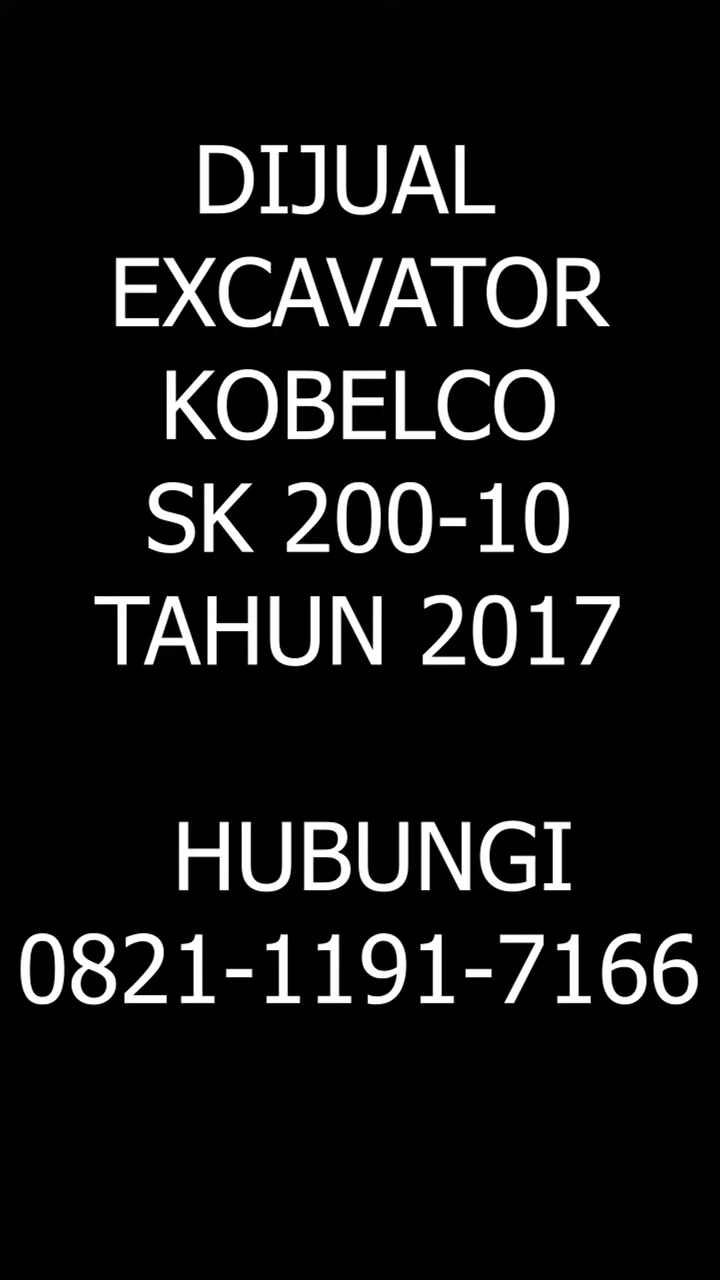 DIJUAL
EXCAVATOR
KOBELCO
SK 200-10
TAHUN 2017
HUBUNGI
0821-1191-7166